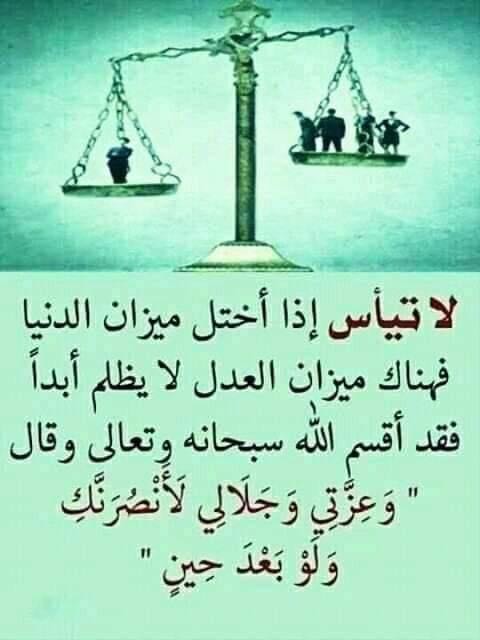 لا تيأس إذا أختل ميزان الدنيا
فهناك ميزان العدل لا يظلم أبداً
فقد أقسم الله سبحانه وتعالى وقال
" وَعِزَّتِي وَجَلَالِي لَأَنْصُرَنَّكِ
وَلَوْ بَعْدَ حِينٍ "